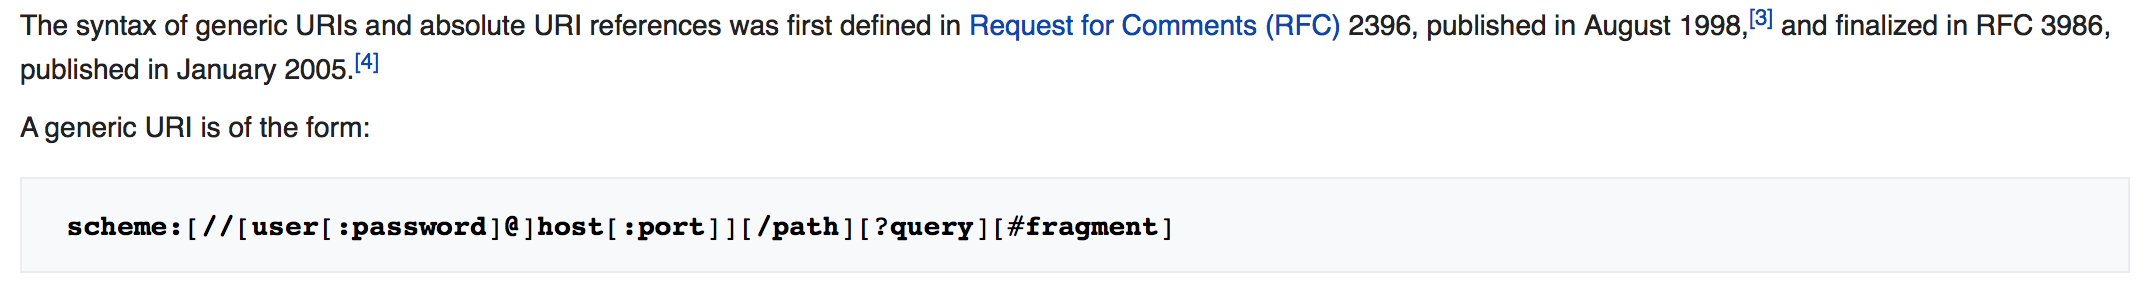 The syntax of generic URIs and absolute URI references was first defined in Request for Comments (RFC) 2396, published in August 1998,[3] and finalized in RFC 3986,
published in January 2005.[4]
A generic URI is of the form:
scheme:[//[user[:password]@]host[:port]][/path][?query][#fragment]